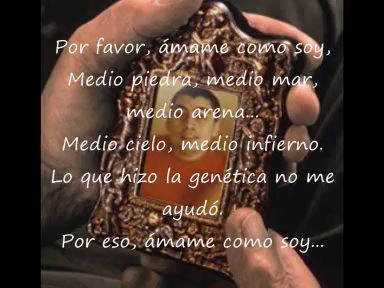 Por favor, ámame como soy,
Medio piedra, medio mar,
medio arena...
Medio cielo, medio infierno.
Lo que hizo la genética no me
ayudó.
Por eso, ámame como soy...